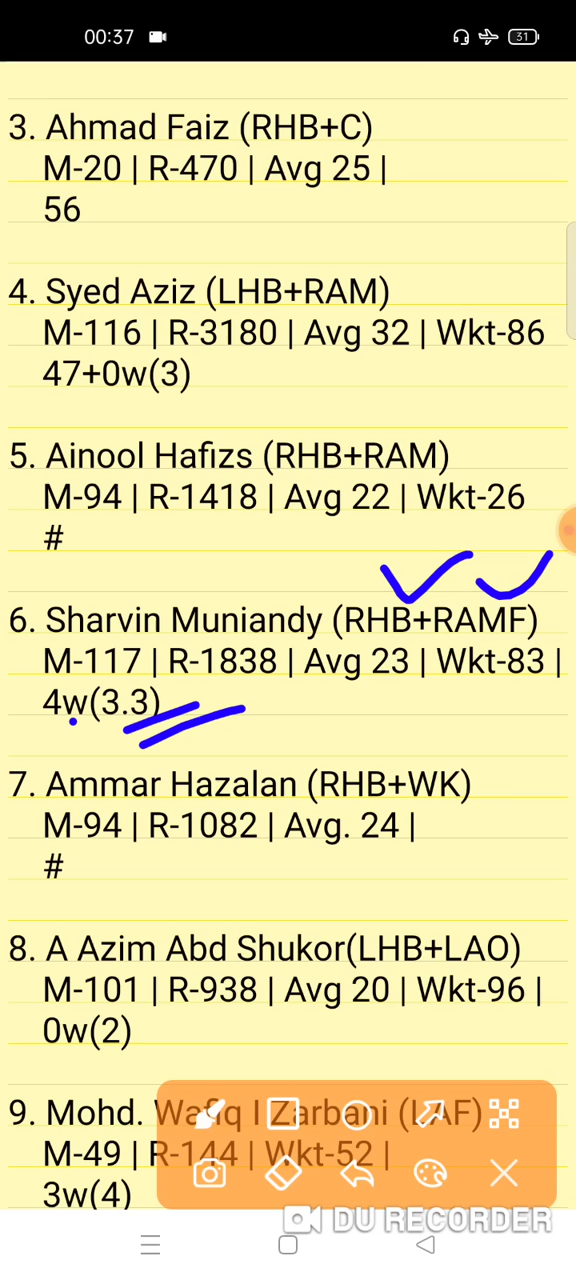 00:37
31
3. Ahmad Faiz (RHB+C)
M-20 | R-470 | Avg 25 |
56
4. Syed Aziz (LHB+RAM)
M-116 | R-3180 | Avg 32 | Wkt-86
47+0w(3)
5. Ainool Hafizs (RHB+RAM)
M-94 | R-1418 | Avg 22 | Wkt-26
#
6. Sharvin Muniandy (RHB+RAMF)
M-117 | R-1838 | Avg 23 | Wkt-83 |
4w(3.3)
7. Ammar Hazalan (RHB+WK)
M-94 | R-1082 | Avg. 24 |
#
8. A Azim Abd Shukor(LHB+LAO)
M-101 | R-938 | Avg 20 | Wkt-96 |
0w(2)
9. Mohd. Wafiq I Zarbani (LAF)
M-49 | R-144 | Wkt-52 |
3w(4)
DU RECORDER